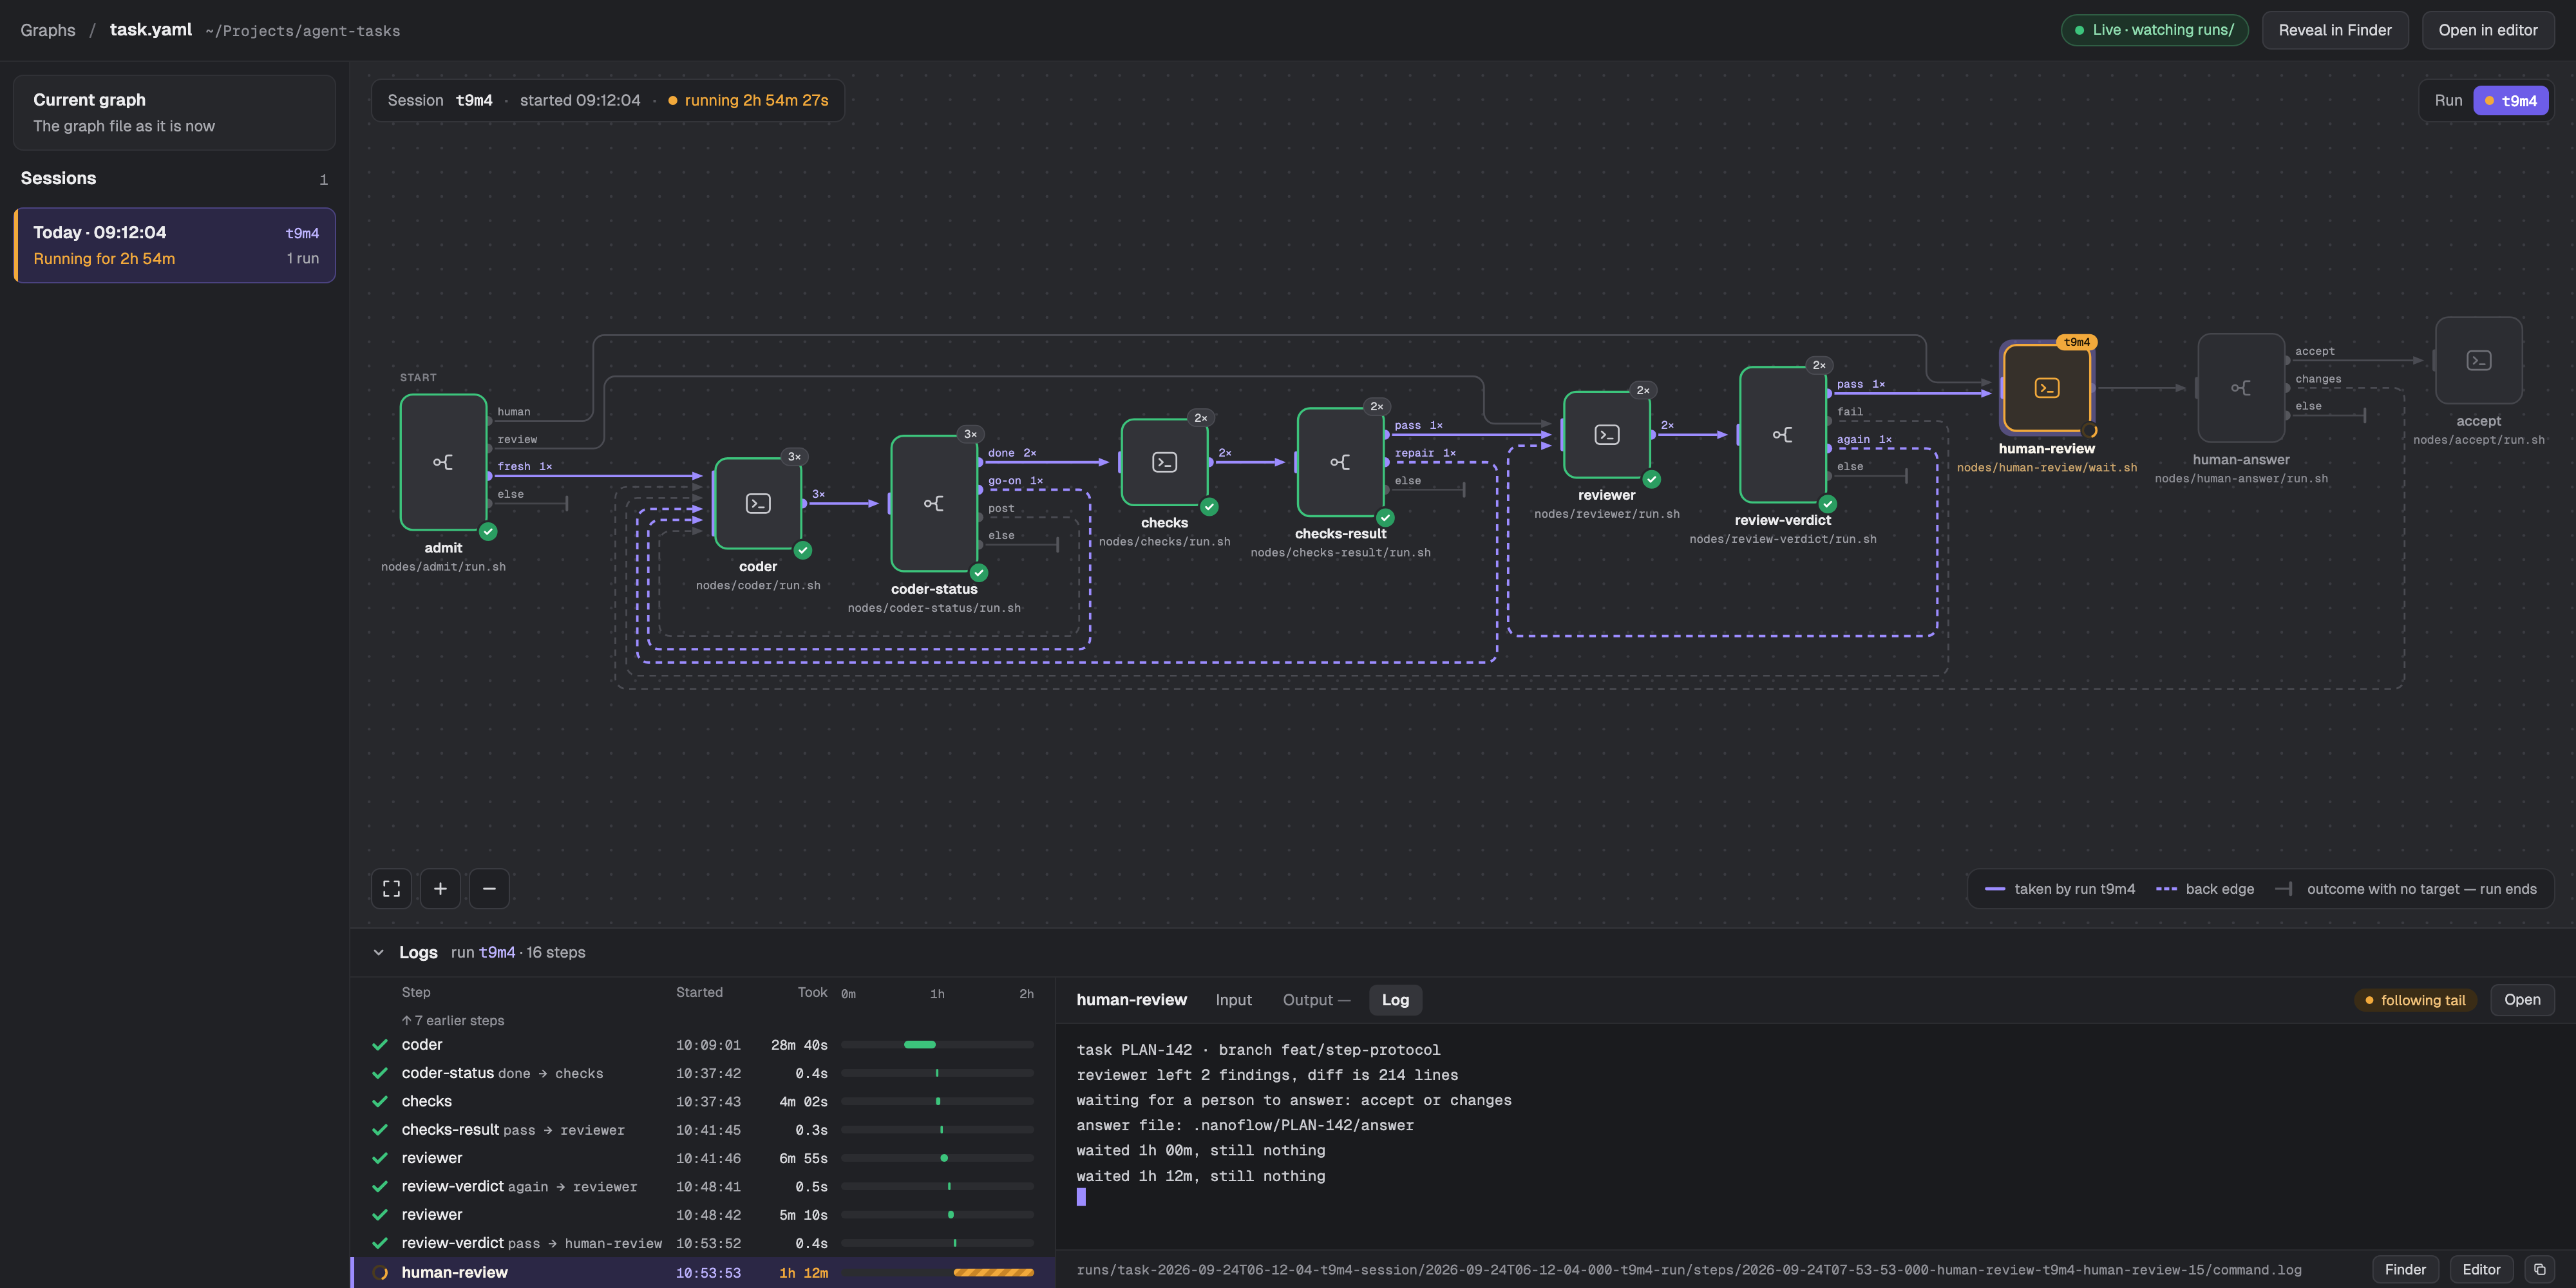 Graphs / task.yaml ~/Projects/agent-tasks
Live · watching runs/
Reveal in Finder
Open in editor
Current graph
The graph file as it is now
Sessions 1
Today · 09:12:04 t9m4
Running for 2h 54m 1 run
Session t9m4 · started 09:12:04 · running 2h 54m 27s
Run t9m4
START
human
review
fresh 1×
else
admit
nodes/admit/run.sh
3×
coder
nodes/coder/run.sh
3×
3×
done 2×
go-on 1×
post
else
coder-status
nodes/coder-status/run.sh
2×
checks
nodes/checks/run.sh
2×
2×
pass 1×
repair 1×
else
checks-result
nodes/checks-result/run.sh
2×
reviewer
nodes/reviewer/run.sh
2×
2×
pass 1×
fail
again 1×
else
review-verdict
nodes/review-verdict/run.sh
t9m4
human-review
nodes/human-review/wait.sh
accept
changes
else
human-answer
nodes/human-answer/run.sh
accept
nodes/accept/run.sh
taken by run t9m4
back edge
outcome with no target — run ends
Logs run t9m4 · 16 steps
Step Started Took 0m 1h 2h
↑ 7 earlier steps
coder 10:09:01 28m 40s
coder-status done → checks 10:37:42 0.4s
checks 10:37:43 4m 02s
checks-result pass → reviewer 10:41:45 0.3s
reviewer 10:41:46 6m 55s
review-verdict again → reviewer 10:48:41 0.5s
reviewer 10:48:42 5m 10s
review-verdict pass → human-review 10:53:52 0.4s
human-review 10:53:53 1h 12m
human-review Input Output — Log
following tail
Open
task PLAN-142 · branch feat/step-protocol
reviewer left 2 findings, diff is 214 lines
waiting for a person to answer: accept or changes
answer file: .nanoflow/PLAN-142/answer
waited 1h 00m, still nothing
waited 1h 12m, still nothing
runs/task-2026-09-24T06-12-04-t9m4-session/2026-09-24T06-12-04-000-t9m4-run/steps/2026-09-24T07-53-53-000-human-review-t9m4-human-review-15/command.log
Finder
Editor